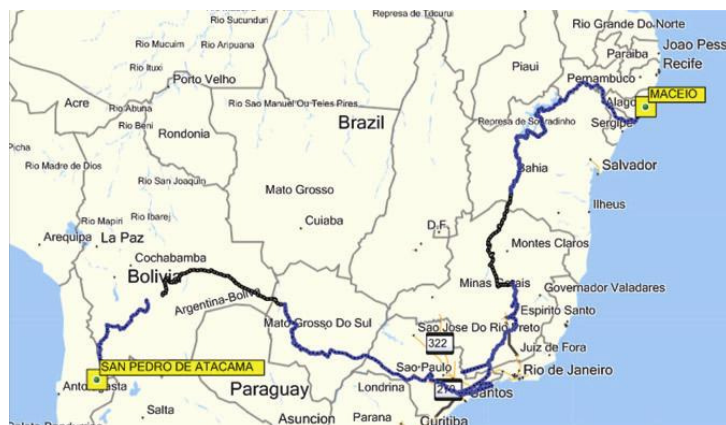 Rio Sucunduri
Represa de Tucurui
Rio Grande Do Norte
Rio Mucuim
Rio Aripuana
Piaui
Paraiba
Joao Pess
Rio Ituxi
Porto Velho
Recife
Pernambuco
Acre
Rio Abuna
Rio Sao Manuel Ou Teles Pires
Alago
MACEIO
Rio Beni
Brazil
Represa de Sobradinho
Sergipe
Rondonia
Picha
Rio Madre de Dios
Bahia
Salvador
Rio San Joaquin
Mato Grosso
Rio Mapiri
Rio Ibarej
Cuiaba
D.F.
Ilheus
Arequipa
La Paz
Montes Claros
Cochabamba
Bolivia
Minas Gerais
Governador Valadares
Argentina-Boliva
Espirito Santo
Mato Grosso Do Sul
Sao Jose Do Rio Preto
322
Juiz de Fora
SAN PEDRO DE ATACAMA
Sao-Paulo
Rio de Janeiro
Paraguay
Londrina
Santos
Salta
Parana
Asuncion
Curitiba